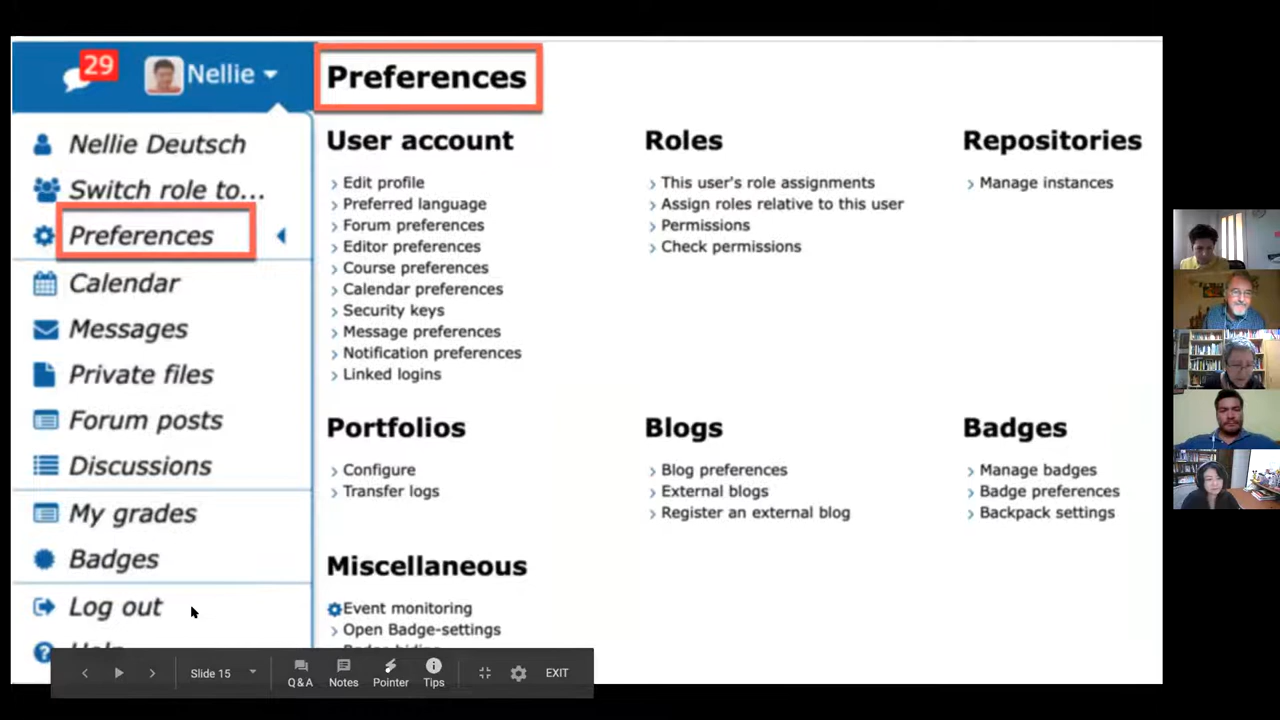 29
Nellie
Nellie Deutsch
Switch role to...
Preferences
Calendar
Messages
Private files
Forum posts
Discussions
My grades
Badges
Log out
Help
Preferences
User account
Edit profile
Preferred language
Forum preferences
Editor preferences
Course preferences
Calendar preferences
Security keys
Message preferences
Notification preferences
Linked logins
Roles
This user's role assignments
Assign roles relative to this user
Permissions
Check permissions
Repositories
Manage instances
Portfolios
Configure
Transfer logs
Blogs
Blog preferences
External blogs
Register an external blog
Badges
Manage badges
Badge preferences
Backpack settings
Miscellaneous
Event monitoring
Open Badge-settings
Slide 15
Q&A
Notes
Pointer
Tips
EXIT